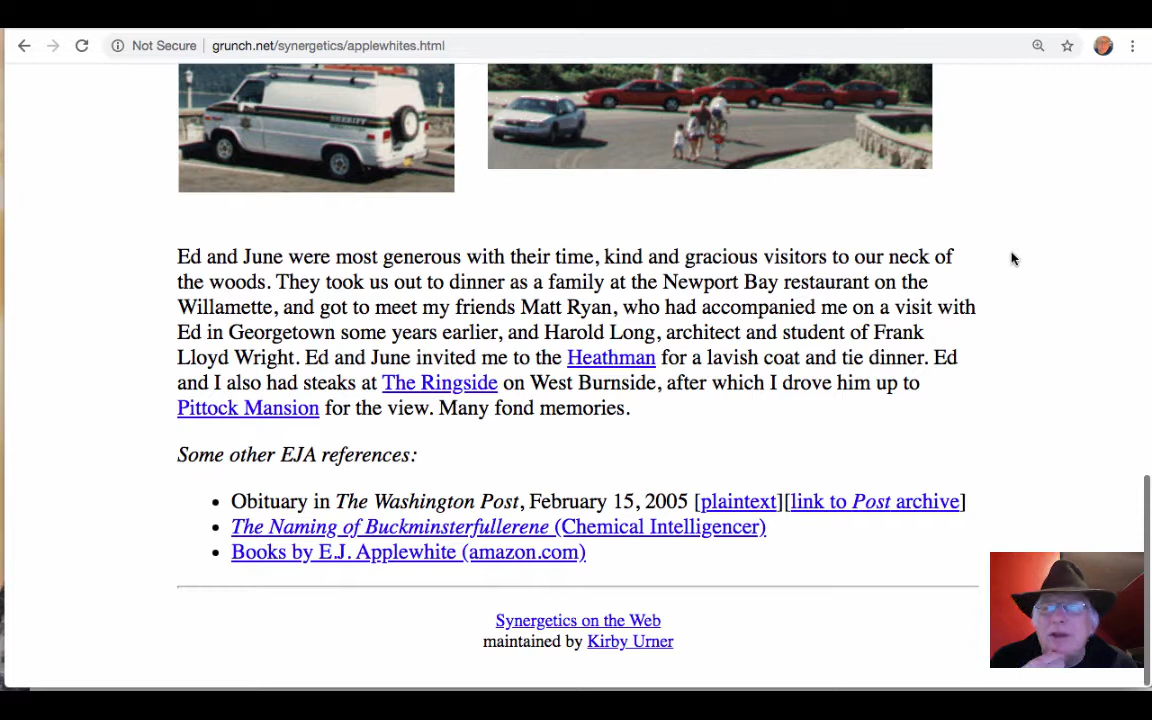 Not Secure | grunch.net/synergetics/applewhites.html
SHERIFF
Ed and June were most generous with their time, kind and gracious visitors to our neck of
the woods. They took us out to dinner as a family at the Newport Bay restaurant on the
Willamette, and got to meet my friends Matt Ryan, who had accompanied me on a visit with
Ed in Georgetown some years earlier, and Harold Long, architect and student of Frank
Lloyd Wright. Ed and June invited me to the Heathman for a lavish coat and tie dinner. Ed
and I also had steaks at The Ringside on West Burnside, after which I drove him up to
Pittock Mansion for the view. Many fond memories.
Some other EJA references:
• Obituary in The Washington Post, February 15, 2005 [plaintext][link to Post archive]
• The Naming of Buckminsterfullerene (Chemical Intelligencer)
• Books by E.J. Applewhite (amazon.com)
Synergetics on the Web
maintained by Kirby Urner